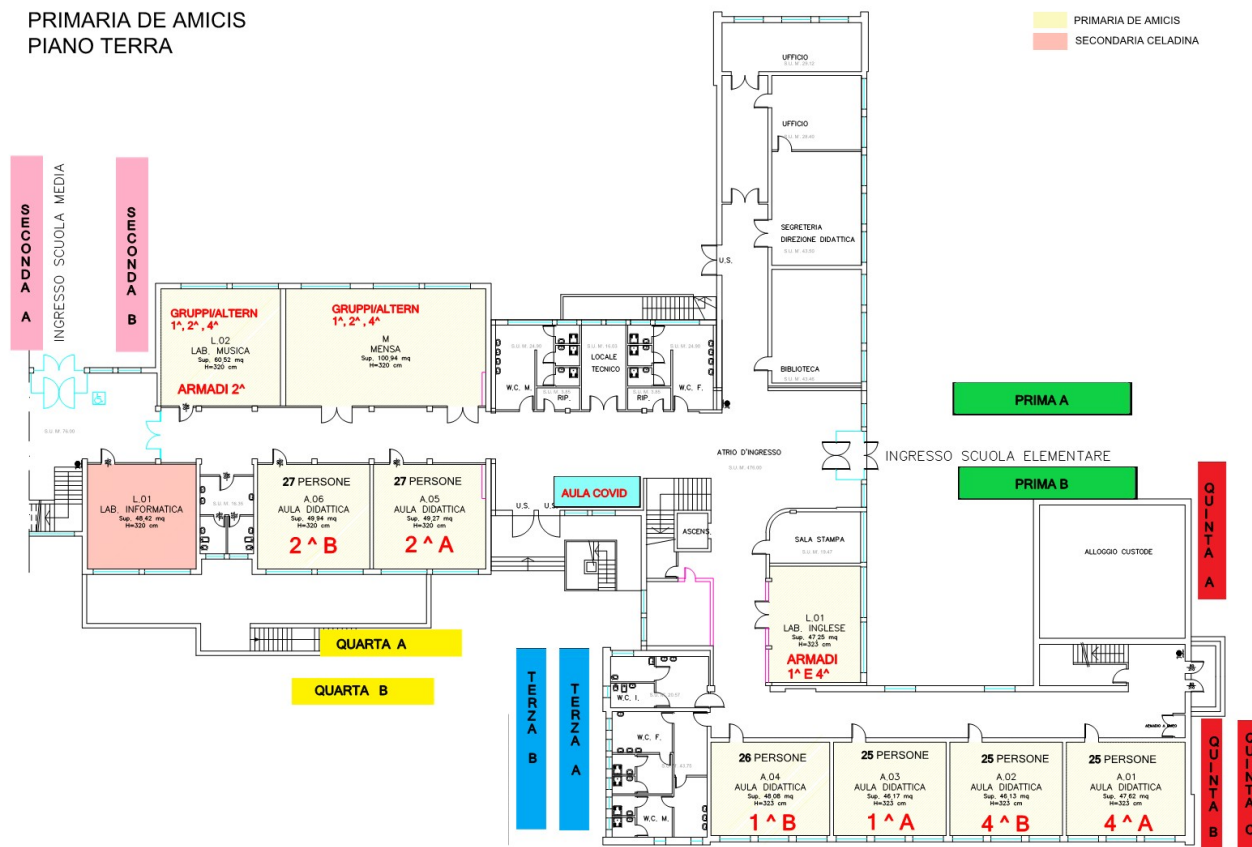 PRIMARIA DE AMICIS
PIANO TERRA
PRIMARIA DE AMICIS
SECONDARIA CELADINA
UFFICIO
UFFICIO
SEGRETERIA
DIREZIONE DIDATTICA
U.S.
BIBLIOTECA
SECONDA A
INGRESSO SCUOLA MEDIA
SECONDA B
GRUPPI/ALTERN
1^, 2^ , 4^
L.02
LAB. MUSICA
Sup. 60,52 mq
H=320 cm
ARMADI 2^
GRUPPI/ALTERN
1^, 2^, 4^
M
MENSA
Sup. 100,94 mq
H=320 cm
W.C. M.
RIP.
LOCALE
TECNICO
RIP.
W.C. F.
PRIMA A
ATRIO D'INGRESSO
INGRESSO SCUOLA ELEMENTARE
PRIMA B
L.01
LAB. INFORMATICA
Sup. 48,42 mq
H=320 cm
27 PERSONE
A.06
AULA DIDATTICA
Sup. 49,94 mq
H=320 cm
2 ^ B
27 PERSONE
A.05
AULA DIDATTICA
Sup. 49,27 mq
H=320 cm
2 ^ A
AULA COVID
U.S.
U.S.
ASCENS.
SALA STAMPA
ALLOGGIO CUSTODE
QUINTA A
L.01
LAB. INGLESE
Sup. 47,25 mq
H=323 cm
ARMADI
1^ E 4^
QUARTA A
QUARTA B
TERZA B
TERZA A
W.C. I.
W.C. F.
W.C. M.
26 PERSONE
A.04
AULA DIDATTICA
Sup. 48,08 mq
H=323 cm
1 ^ B
25 PERSONE
A.03
AULA DIDATTICA
Sup. 46,17 mq
H=323 cm
1 ^ A
25 PERSONE
A.02
AULA DIDATTICA
Sup. 46,13 mq
H=323 cm
4 ^ B
25 PERSONE
A.01
AULA DIDATTICA
Sup. 47,62 mq
H=323 cm
4 ^ A
QUINTA B
QUINTA C